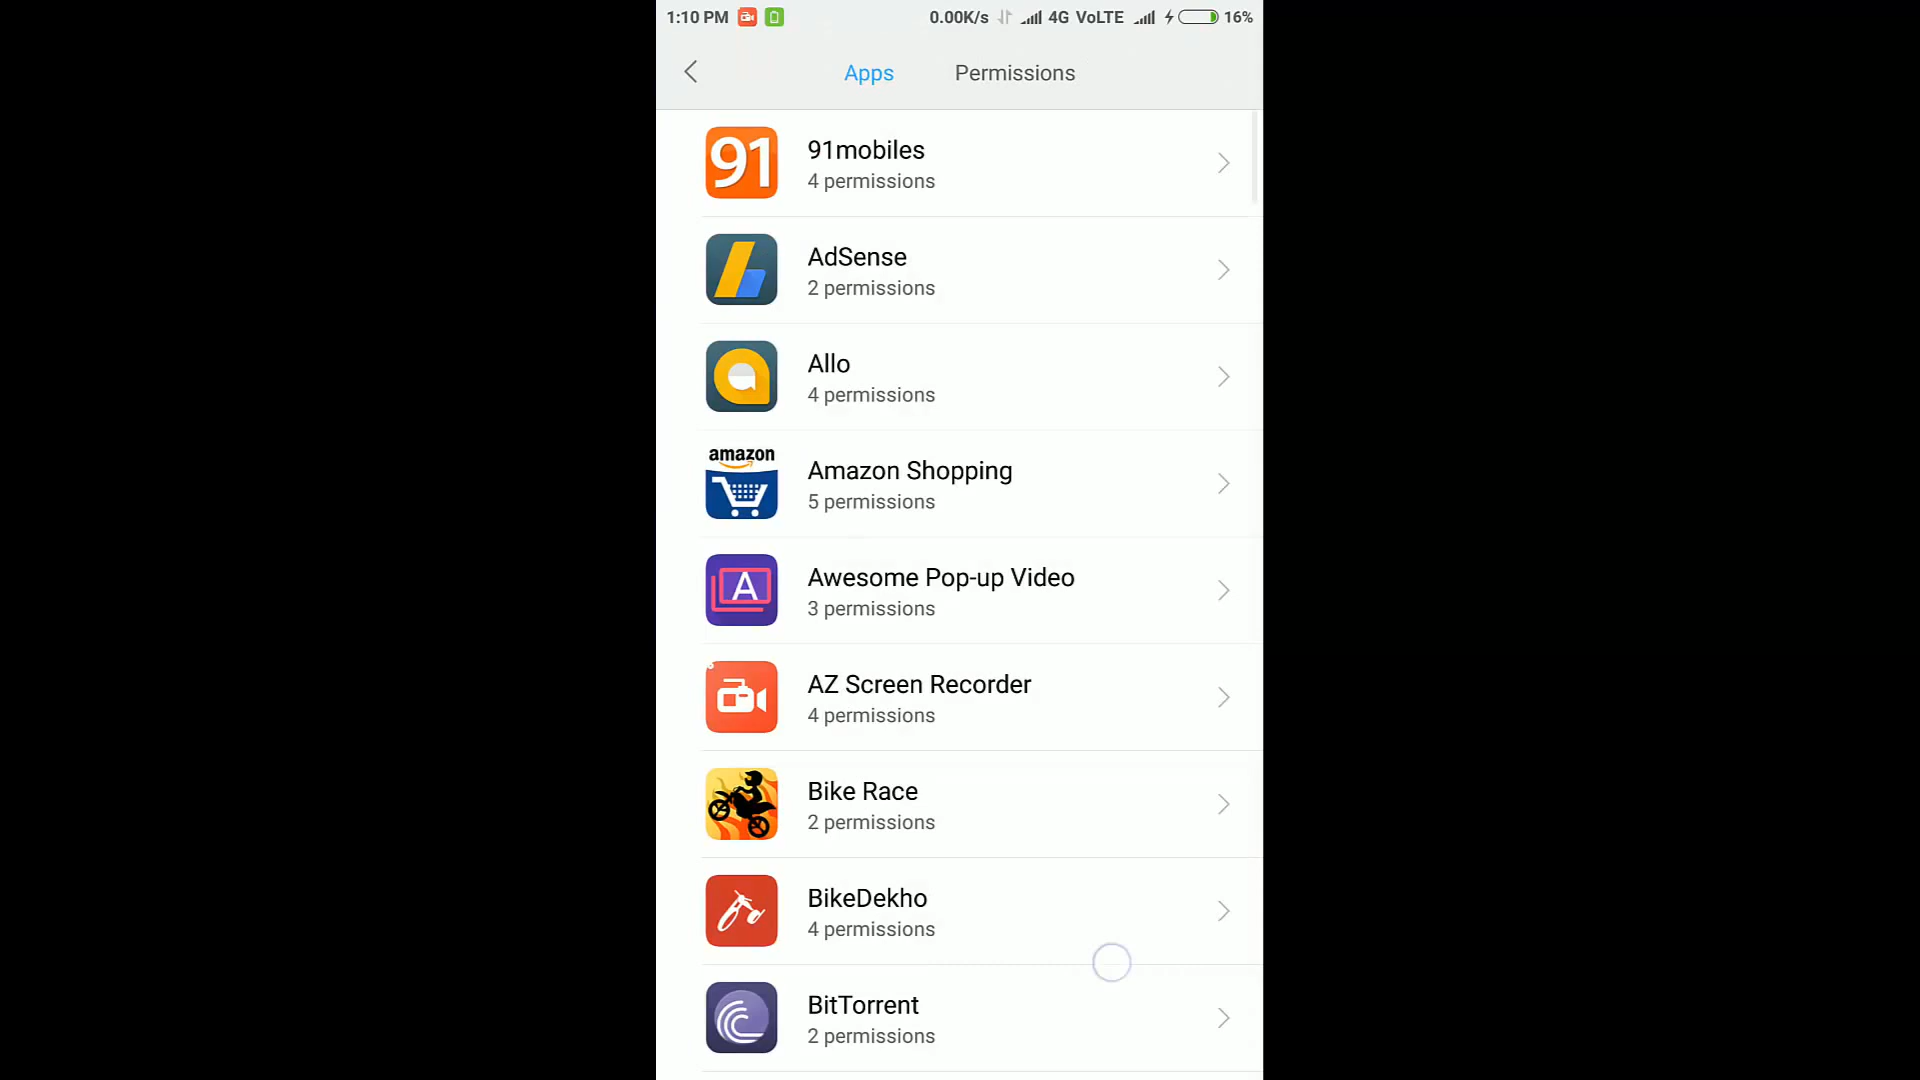 1:10 PM 0.00K/s 4G VoLTE 16%
Apps Permissions
91
91mobiles
4 permissions
AdSense
2 permissions
Allo
4 permissions
amazon
Amazon Shopping
5 permissions
A
Awesome Pop-up Video
3 permissions
AZ Screen Recorder
4 permissions
Bike Race
2 permissions
BikeDekho
4 permissions
BitTorrent
2 permissions